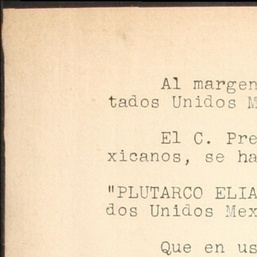 Al margen
tados Unidos M
El C. Pre
xicanos, se ha
"PLUTARCO ELIA
dos Unidos Mex
Que en us